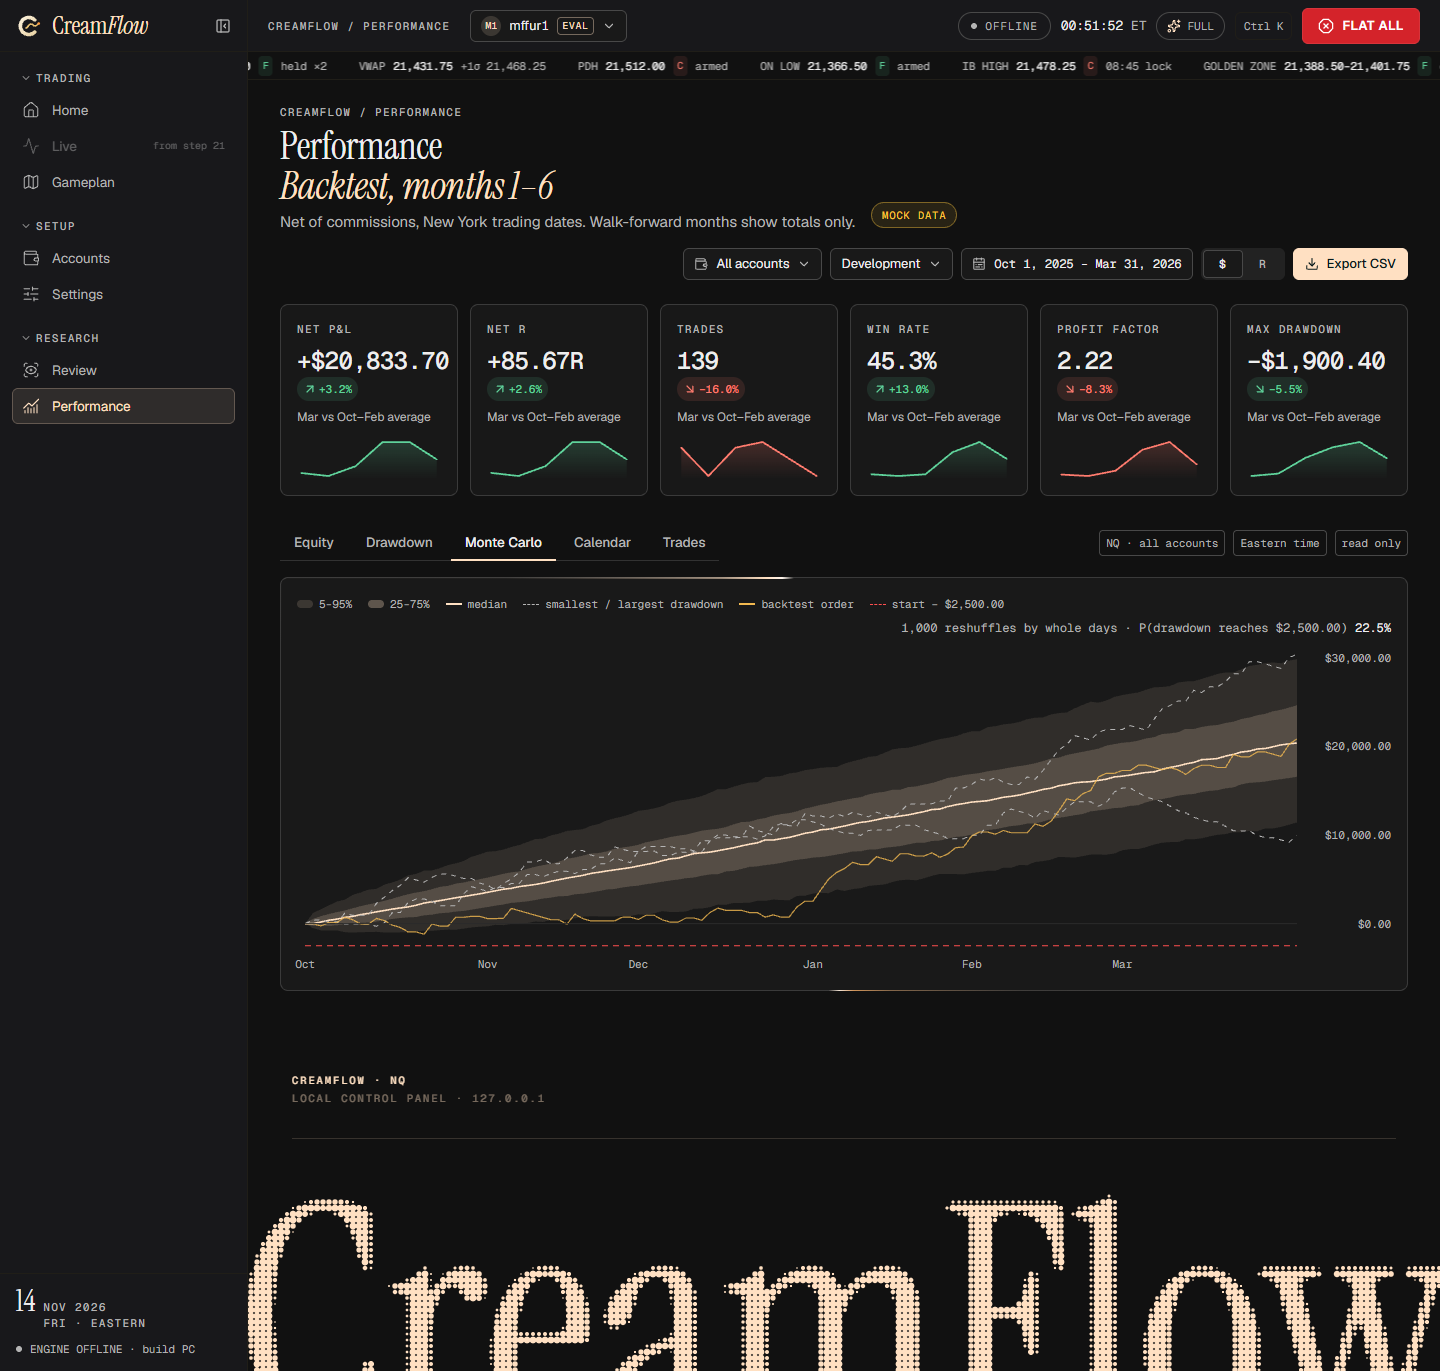 CreamFlow
CREAMFLOW / PERFORMANCE
M1 mffur1 EVAL
OFFLINE
00:51:52 ET
FULL
Ctrl K
FLAT ALL
F held ×2 VWAP 21,431.75 +1σ 21,468.25 PDH 21,512.00 C armed ON LOW 21,366.50 F armed IB HIGH 21,478.25 C 08:45 lock GOLDEN ZONE 21,388.50–21,401.75 F
TRADING
Home
Live from step 21
Gameplan
SETUP
Accounts
Settings
RESEARCH
Review
Performance
14 NOV 2026
FRI · EASTERN
ENGINE OFFLINE · build PC
CREAMFLOW / PERFORMANCE
Performance
Backtest, months 1–6
Net of commissions, New York trading dates. Walk-forward months show totals only.
MOCK DATA
All accounts
Development
Oct 1, 2025 – Mar 31, 2026
$ R
Export CSV
NET P&L
+$20,833.70
+3.2%
Mar vs Oct–Feb average
NET R
+85.67R
+2.6%
Mar vs Oct–Feb average
TRADES
139
−16.0%
Mar vs Oct–Feb average
WIN RATE
45.3%
+13.0%
Mar vs Oct–Feb average
PROFIT FACTOR
2.22
−8.3%
Mar vs Oct–Feb average
MAX DRAWDOWN
−$1,900.40
−5.5%
Mar vs Oct–Feb average
Equity Drawdown Monte Carlo Calendar Trades
NQ · all accounts
Eastern time
read only
5–95% 25–75% median smallest / largest drawdown backtest order start − $2,500.00
1,000 reshuffles by whole days · P(drawdown reaches $2,500.00) 22.5%
$30,000.00
$20,000.00
$10,000.00
$0.00
Oct Nov Dec Jan Feb Mar
CREAMFLOW · NQ
LOCAL CONTROL PANEL · 127.0.0.1
CreamFlow